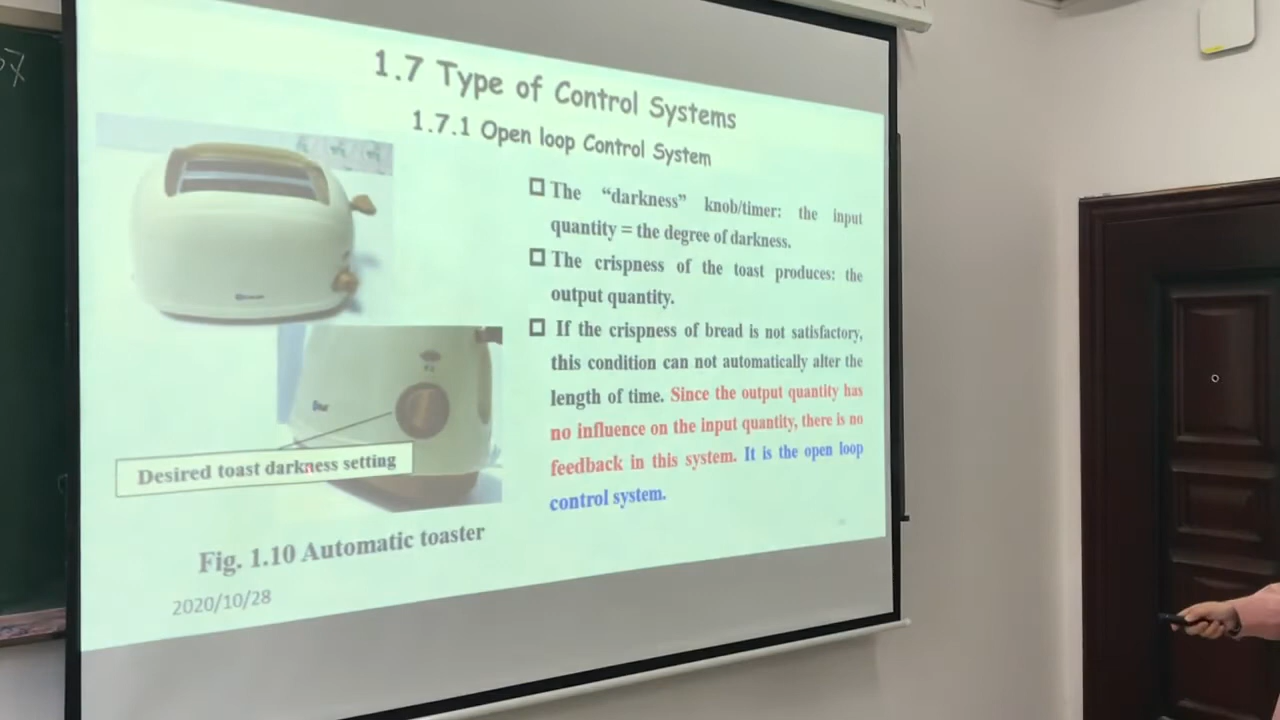 1.7 Type of Control Systems
1.7.1 Open loop Control System
The “darkness” knob/timer: the input
quantity = the degree of darkness.
The crispness of the toast produces: the
output quantity.
If the crispness of bread is not satisfactory,
this condition can not automatically alter the
length of time. Since the output quantity has
no influence on the input quantity, there is no
feedback in this system. It is the open loop
control system.
Desired toast darkness setting
Fig. 1.10 Automatic toaster
2020/10/28